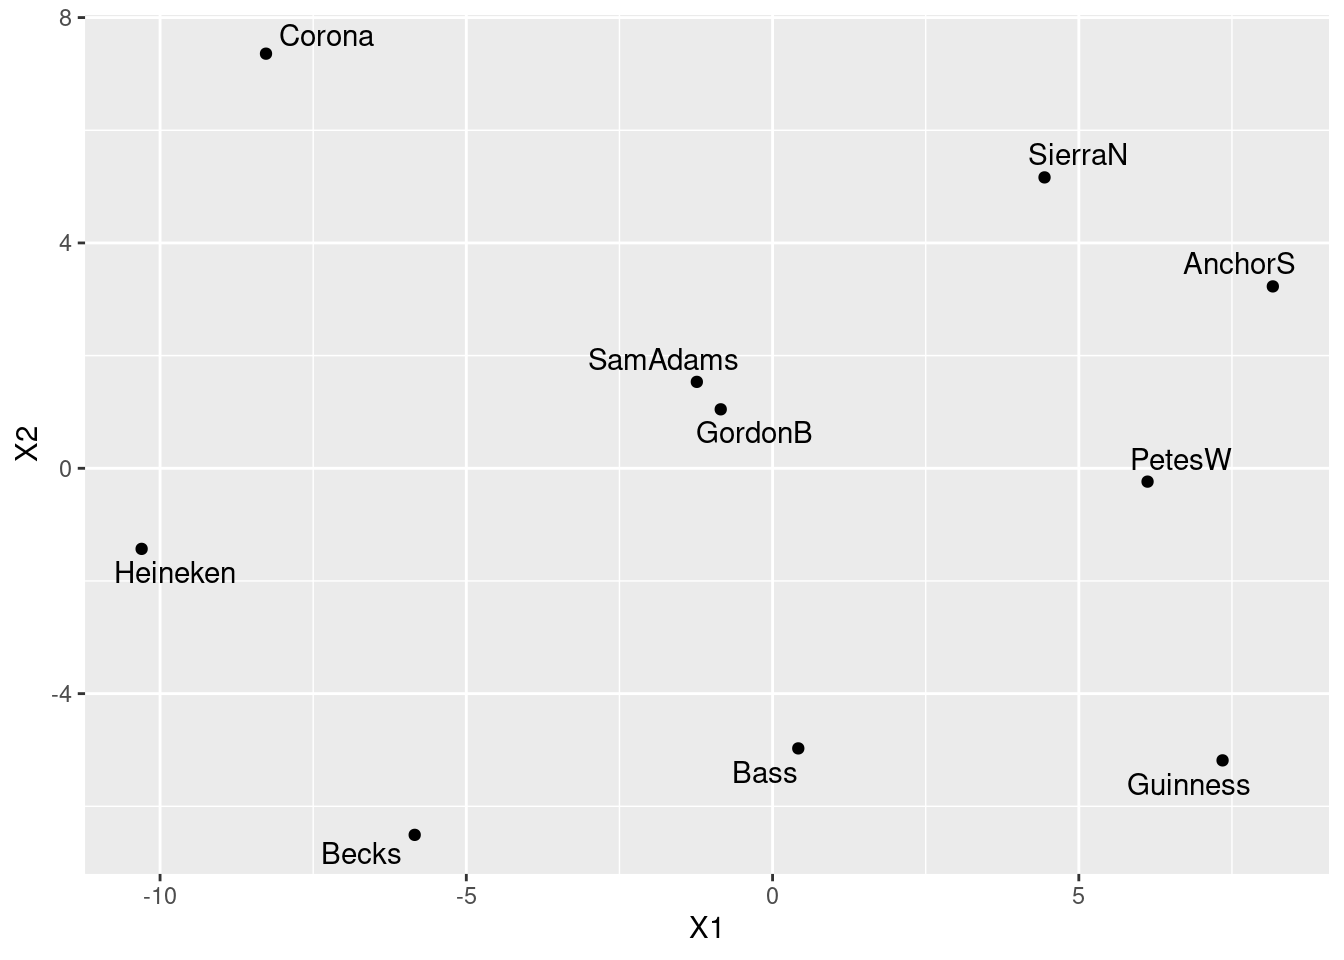 8
Corona
SierraN
4
AnchorS
SamAdams
GordonB
X2
PetesW
0
Heineken
-4
Bass
Guinness
Becks
-10 -5 0 5
X1